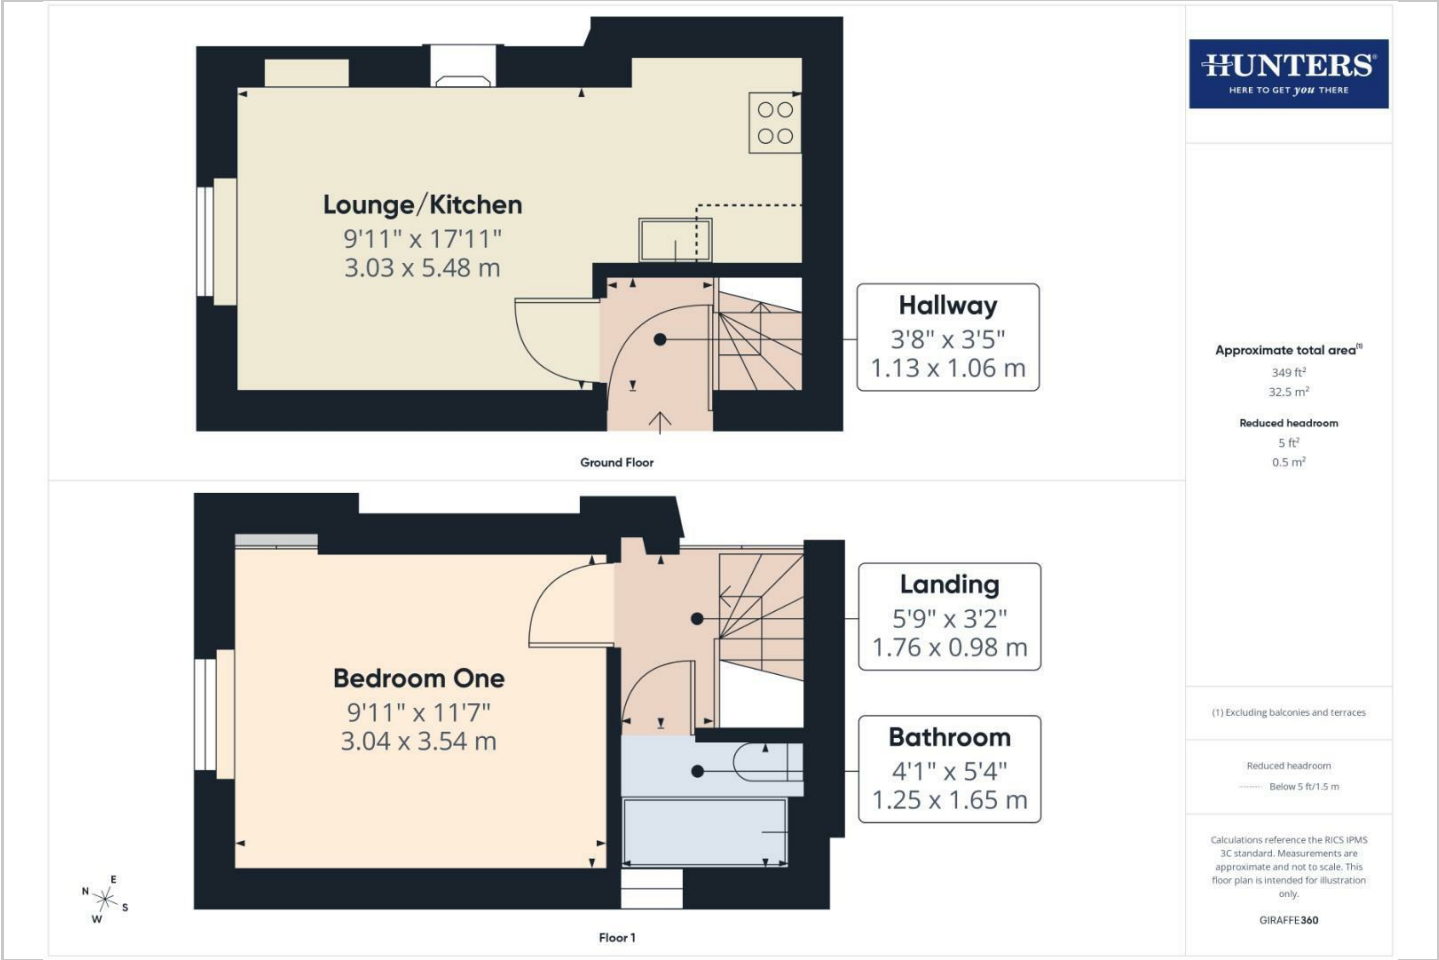 Lounge/Kitchen
9'11" x 17'11"
3.03 x 5.48 m
Hallway
3'8" x 3'5"
1.13 x 1.06 m
Ground Floor
Bedroom One
9'11" x 11'7"
3.04 x 3.54 m
Landing
5'9" x 3'2"
1.76 x 0.98 m
Bathroom
4'1" x 5'4"
1.25 x 1.65 m
N
E
S
W
Floor 1
HUNTERS®
HERE TO GET you THERE
Approximate total area(1)
349 ft²
32.5 m²
Reduced headroom
5 ft²
0.5 m²
(1) Excluding balconies and terraces
Reduced headroom
Below 5 ft/1.5 m
Calculations reference the RICS IPMS
3C standard. Measurements are
approximate and not to scale. This
floor plan is intended for illustration
only.
GIRAFFE360